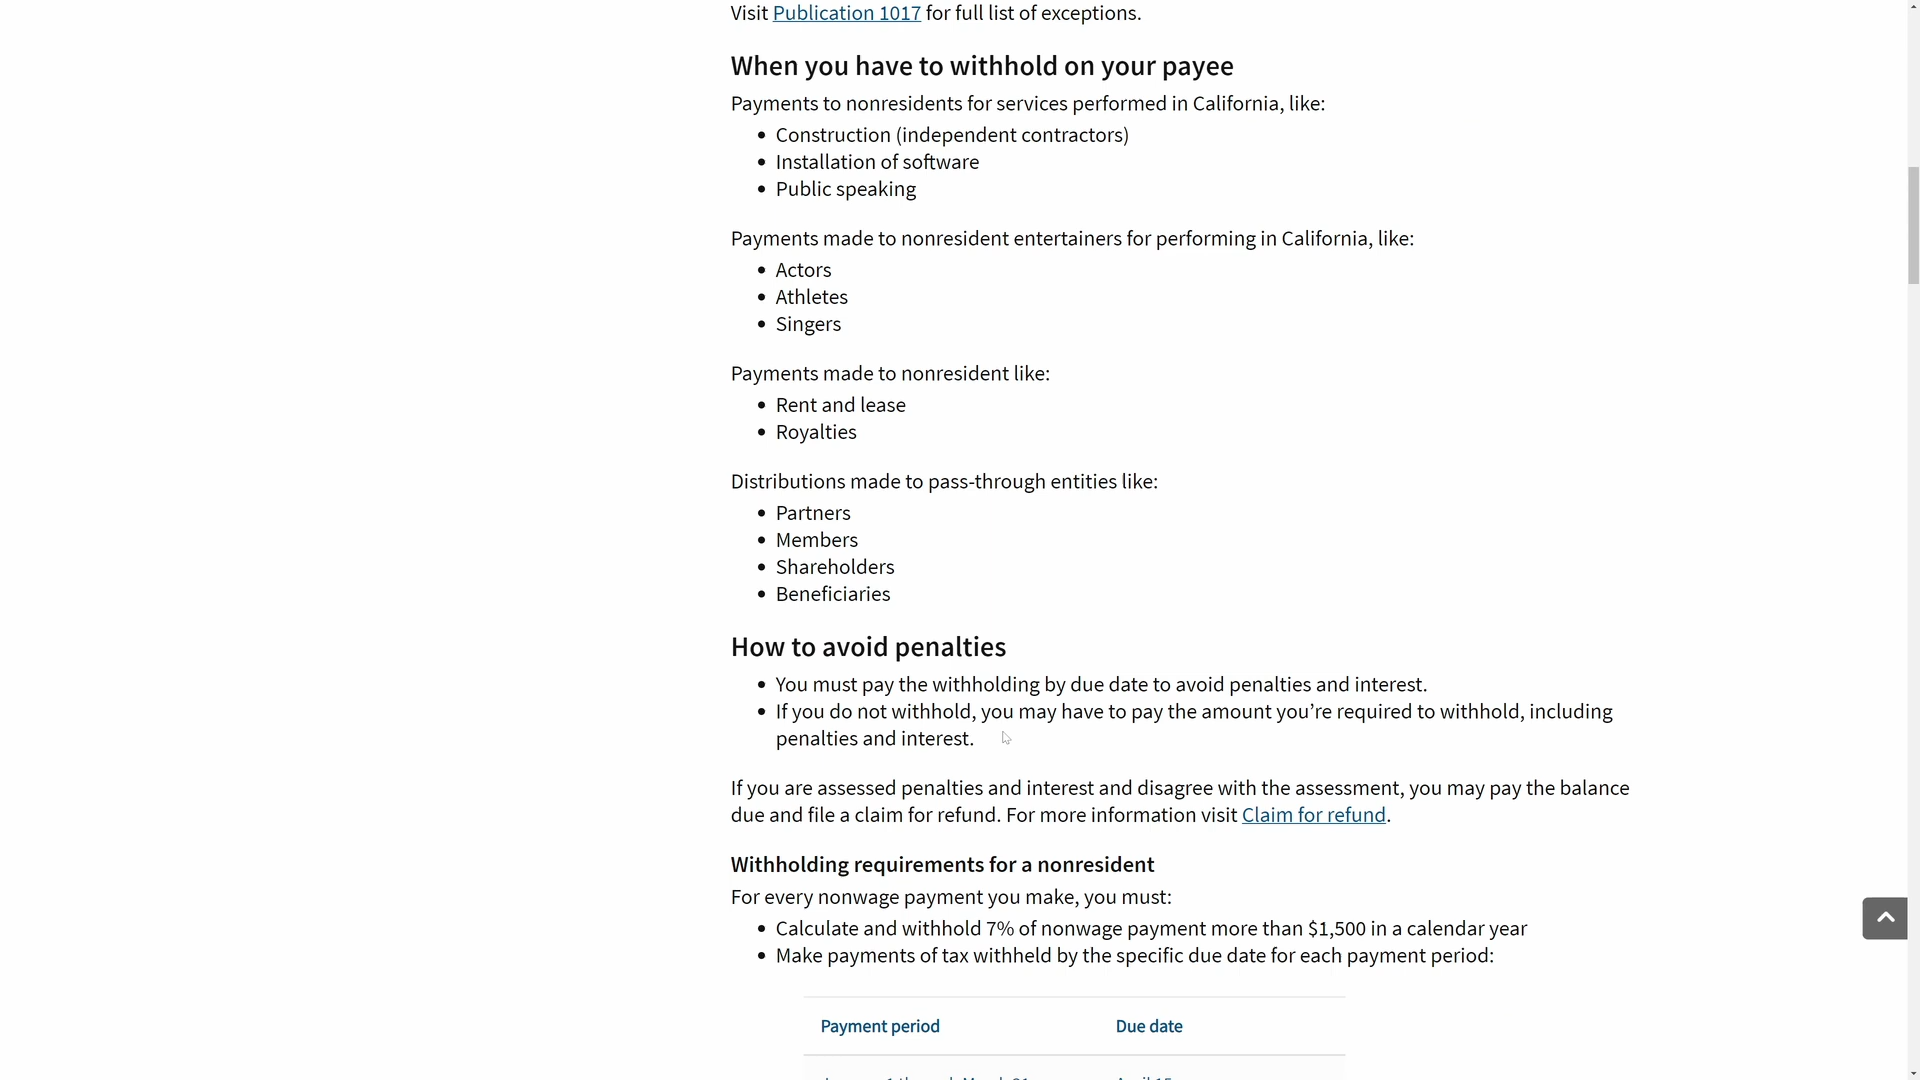 Visit Publication 1017 for full list of exceptions.
When you have to withhold on your payee
Payments to nonresidents for services performed in California, like:
• Construction (independent contractors)
• Installation of software
• Public speaking
Payments made to nonresident entertainers for performing in California, like:
• Actors
• Athletes
• Singers
Payments made to nonresident like:
• Rent and lease
• Royalties
Distributions made to pass-through entities like:
• Partners
• Members
• Shareholders
• Beneficiaries
How to avoid penalties
• You must pay the withholding by due date to avoid penalties and interest.
• If you do not withhold, you may have to pay the amount you’re required to withhold, including
penalties and interest.
If you are assessed penalties and interest and disagree with the assessment, you may pay the balance
due and file a claim for refund. For more information visit Claim for refund.
Withholding requirements for a nonresident
For every nonwage payment you make, you must:
• Calculate and withhold 7% of nonwage payment more than $1,500 in a calendar year
• Make payments of tax withheld by the specific due date for each payment period:
Payment period Due date